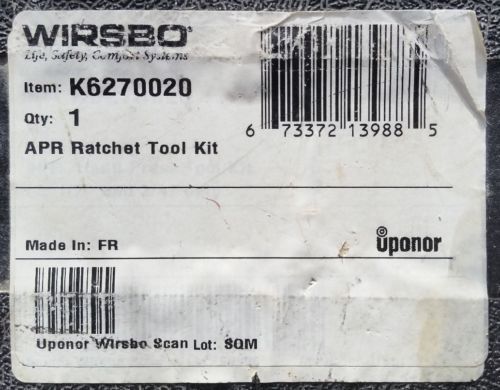 WIRSBO®
Life, Safety, Comfort Systems
Item: K6270020
Qty: 1
6 73372 13988 5
APR Ratchet Tool Kit
Made In: FR
uponor
Uponor Wirsbo Scan Lot: SQM